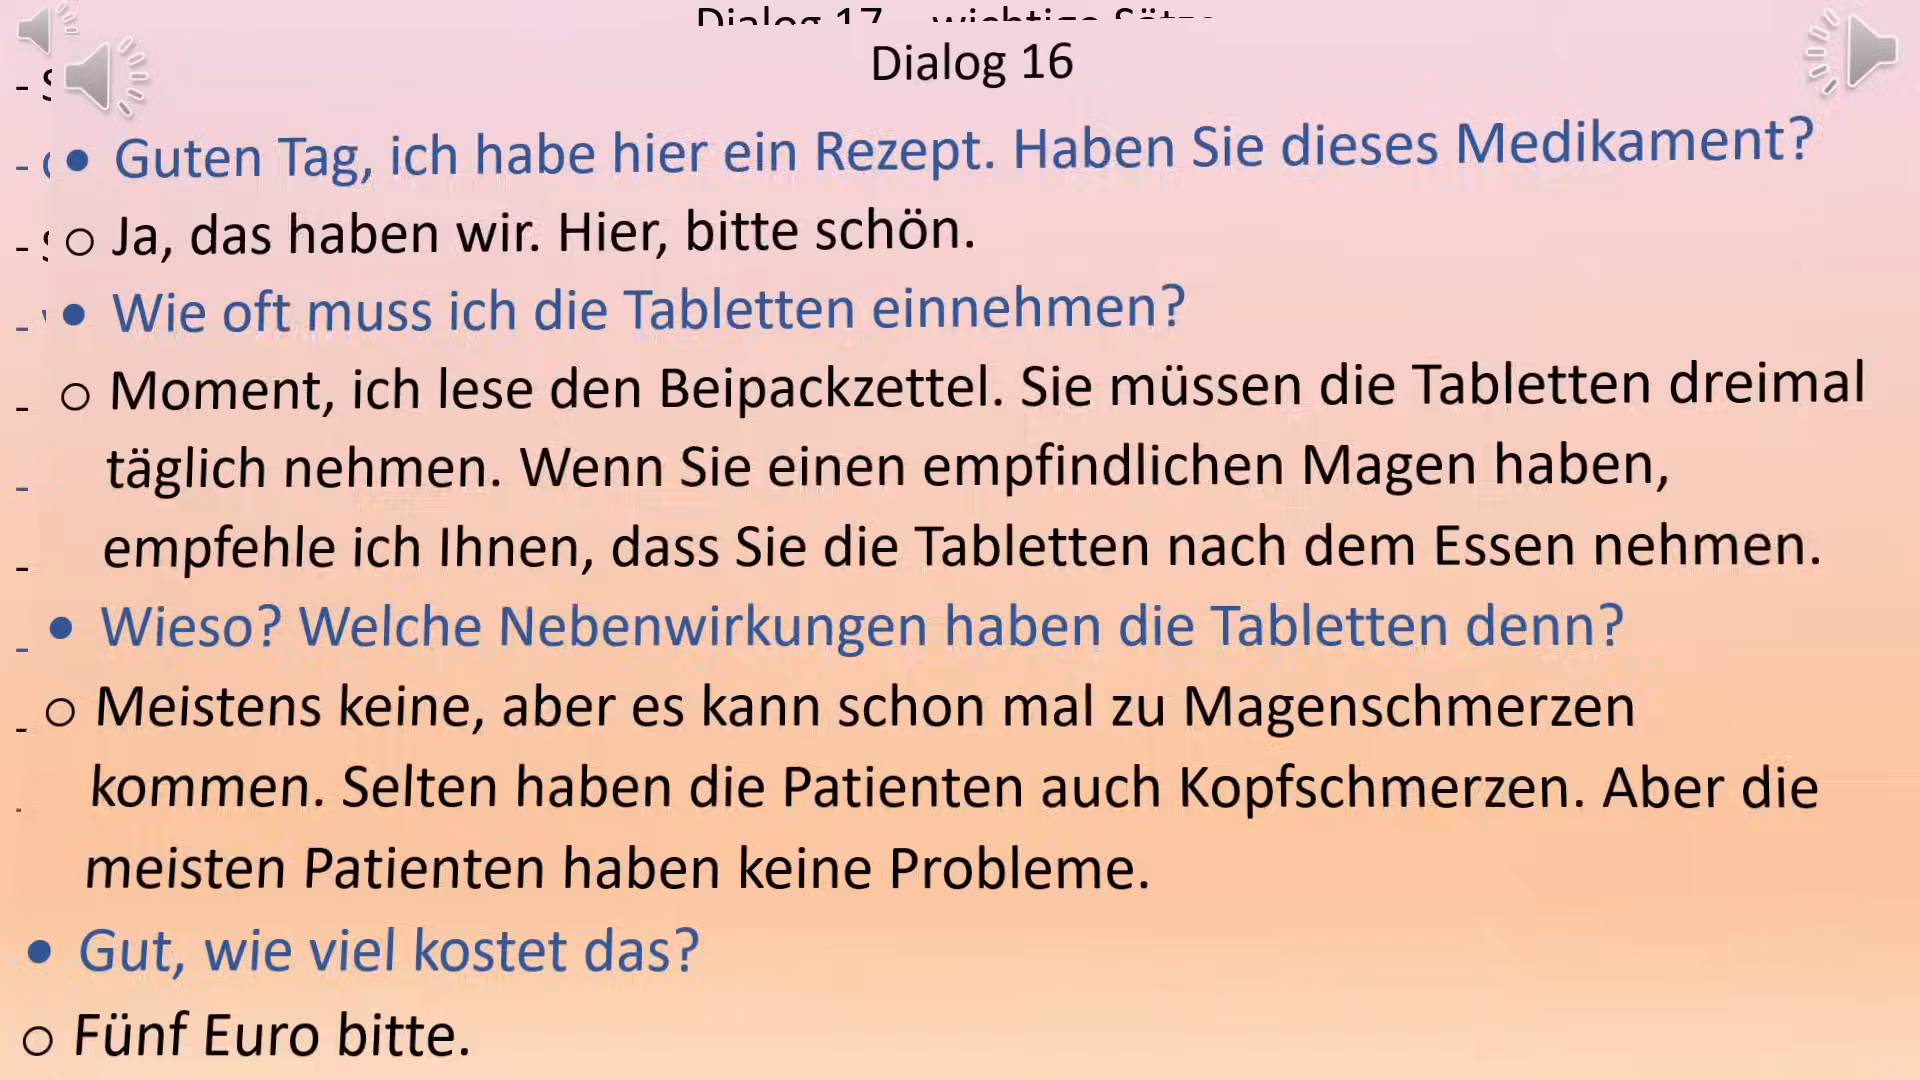 Dialog 17 wichtige Sätze
Dialog 16
• Guten Tag, ich habe hier ein Rezept. Haben Sie dieses Medikament?
o Ja, das haben wir. Hier, bitte schön.
• Wie oft muss ich die Tabletten einnehmen?
o Moment, ich lese den Beipackzettel. Sie müssen die Tabletten dreimal
täglich nehmen. Wenn Sie einen empfindlichen Magen haben,
empfehle ich Ihnen, dass Sie die Tabletten nach dem Essen nehmen.
• Wieso? Welche Nebenwirkungen haben die Tabletten denn?
o Meistens keine, aber es kann schon mal zu Magenschmerzen
kommen. Selten haben die Patienten auch Kopfschmerzen. Aber die
meisten Patienten haben keine Probleme.
• Gut, wie viel kostet das?
o Fünf Euro bitte.